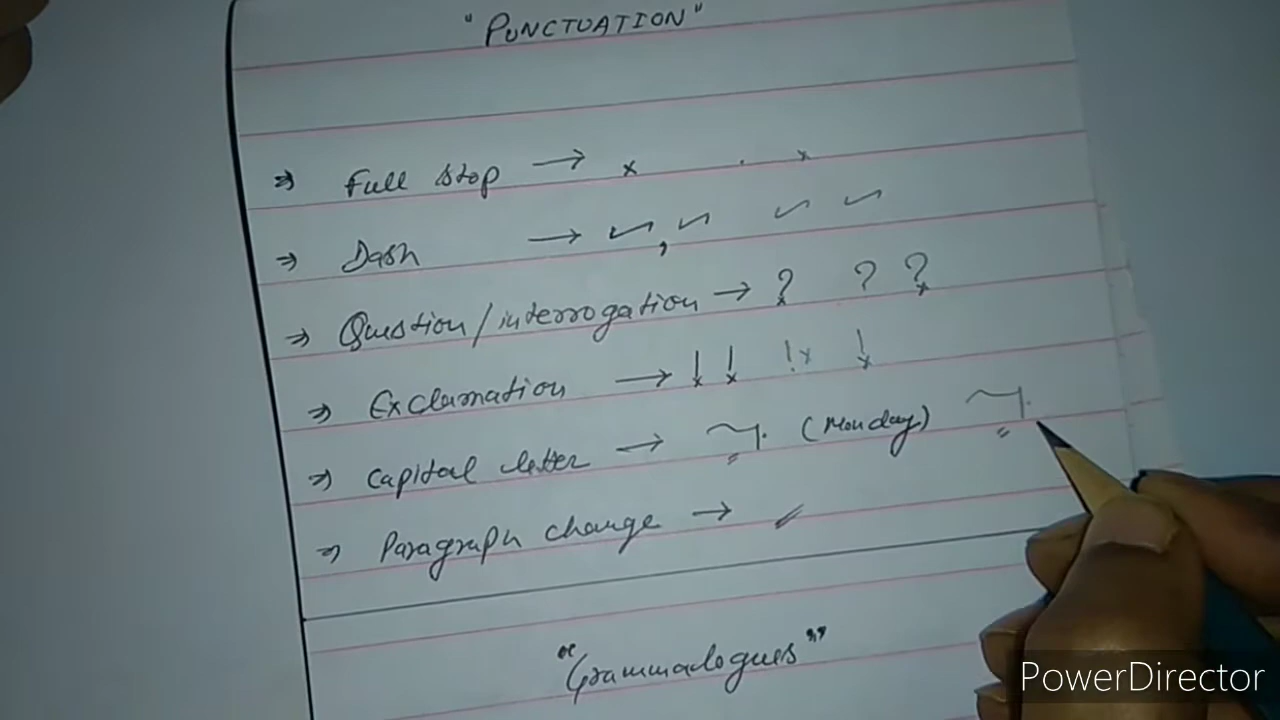 "PUNCTUATION"
⇒ Full stop → x . x
⇒ Dash → ,
⇒ Question/interrogation → ? ? ?
⇒ Exclamation → ! ! !x !
⇒ Capital letter → (Monday)
⇒ Paragraph change → //
"Grammalogues"
PowerDirector